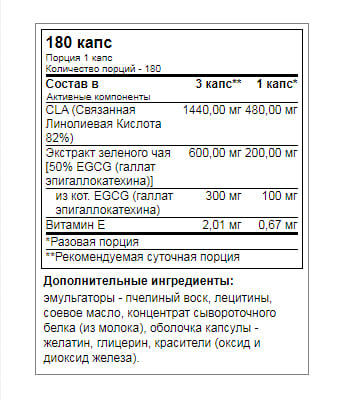 180 капс
Порция 1 капс
Количество порций - 180
Состав в 3 капс** 1 капс*
Активные компоненты
CLA (Связанная 1440,00 мг 480,00 мг
Линолиевая Кислота
82%)
Экстракт зеленого чая 600,00 мг 200,00 мг
[50% EGCG (галлат
эпигаллокатехина)]
из кот. EGCG (галлат 300 мг 100 мг
эпигаллокатехина)
Витамин Е 2,01 мг 0,67 мг
*Разовая порция
**Рекомендуемая суточная порция
Дополнительные ингредиенты:
эмульгаторы - пчелиный воск, лецитины,
соевое масло, концентрат сывороточного
белка (из молока), оболочка капсулы -
желатин, глицерин, красители (оксид и
диоксид железа).